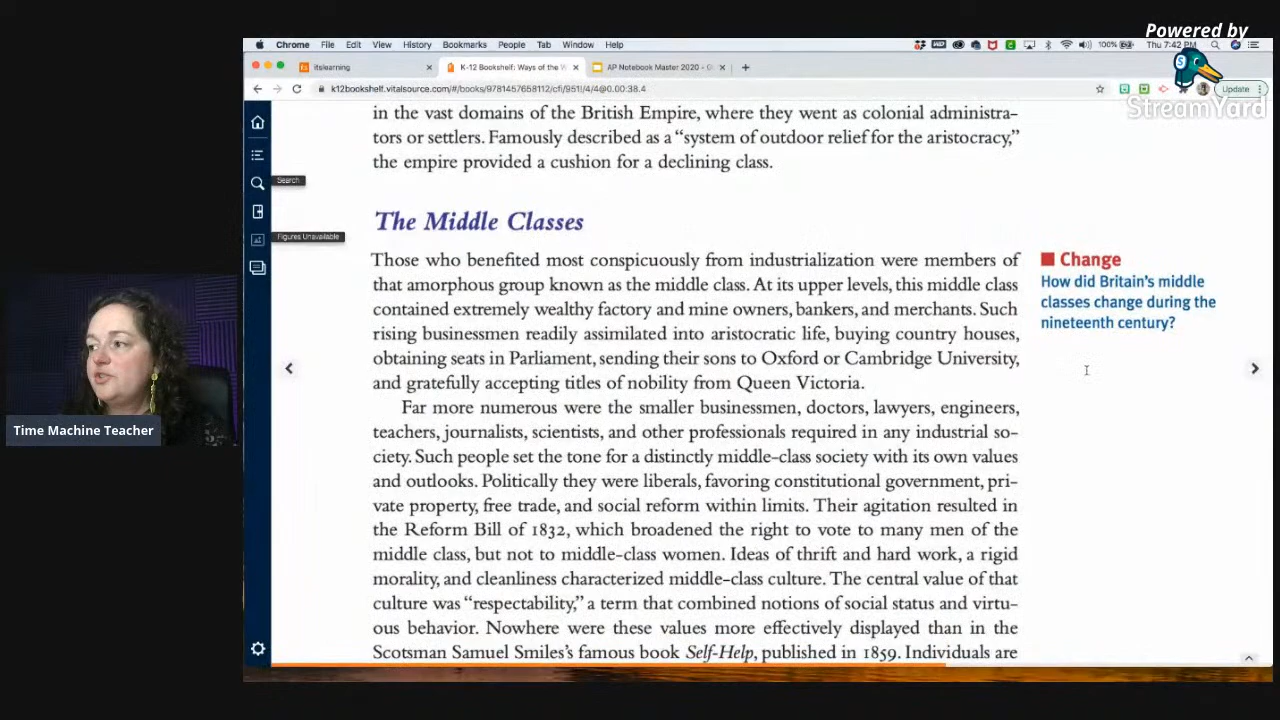 Powered by
StreamYard
Chrome File Edit View History Bookmarks People Tab Window Help
100% Thu 7:42 PM
itslearning
K-12 Bookshelf: Ways of the W
AP Notebook Master 2020 - G
k12bookshelf.vitalsource.com/#/books/9781457658112/cfi/951!/4/4@0.00:38.4
Update
in the vast domains of the British Empire, where they went as colonial administra-
tors or settlers. Famously described as a “system of outdoor relief for the aristocracy,”
the empire provided a cushion for a declining class.
Search
Figures Unavailable
The Middle Classes
Those who benefited most conspicuously from industrialization were members of
that amorphous group known as the middle class. At its upper levels, this middle class
contained extremely wealthy factory and mine owners, bankers, and merchants. Such
rising businessmen readily assimilated into aristocratic life, buying country houses,
obtaining seats in Parliament, sending their sons to Oxford or Cambridge University,
and gratefully accepting titles of nobility from Queen Victoria.
Change
How did Britain’s middle
classes change during the
nineteenth century?
Far more numerous were the smaller businessmen, doctors, lawyers, engineers,
teachers, journalists, scientists, and other professionals required in any industrial so-
ciety. Such people set the tone for a distinctly middle-class society with its own values
and outlooks. Politically they were liberals, favoring constitutional government, pri-
vate property, free trade, and social reform within limits. Their agitation resulted in
the Reform Bill of 1832, which broadened the right to vote to many men of the
middle class, but not to middle-class women. Ideas of thrift and hard work, a rigid
morality, and cleanliness characterized middle-class culture. The central value of that
culture was “respectability,” a term that combined notions of social status and virtu-
ous behavior. Nowhere were these values more effectively displayed than in the
Scotsman Samuel Smiles’s famous book Self-Help, published in 1859. Individuals are
Time Machine Teacher